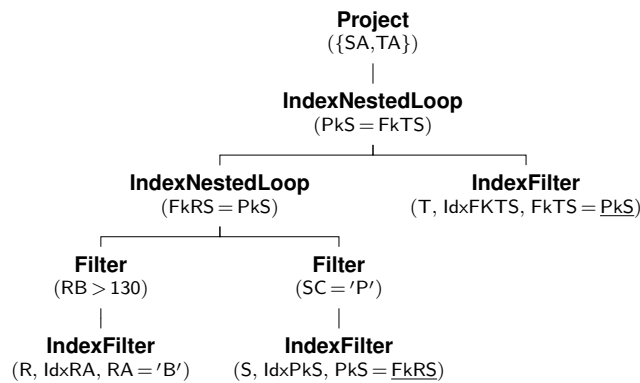 Project
({SA,TA})
IndexNestedLoop
(PkS = FkTS)
IndexNestedLoop
(FkRS = PkS)
IndexFilter
(T, IdxFKTS, FkTS = PkS)
Filter
(RB > 130)
Filter
(SC = 'P')
IndexFilter
(R, IdxRA, RA = 'B')
IndexFilter
(S, IdxPkS, PkS = FkRS)